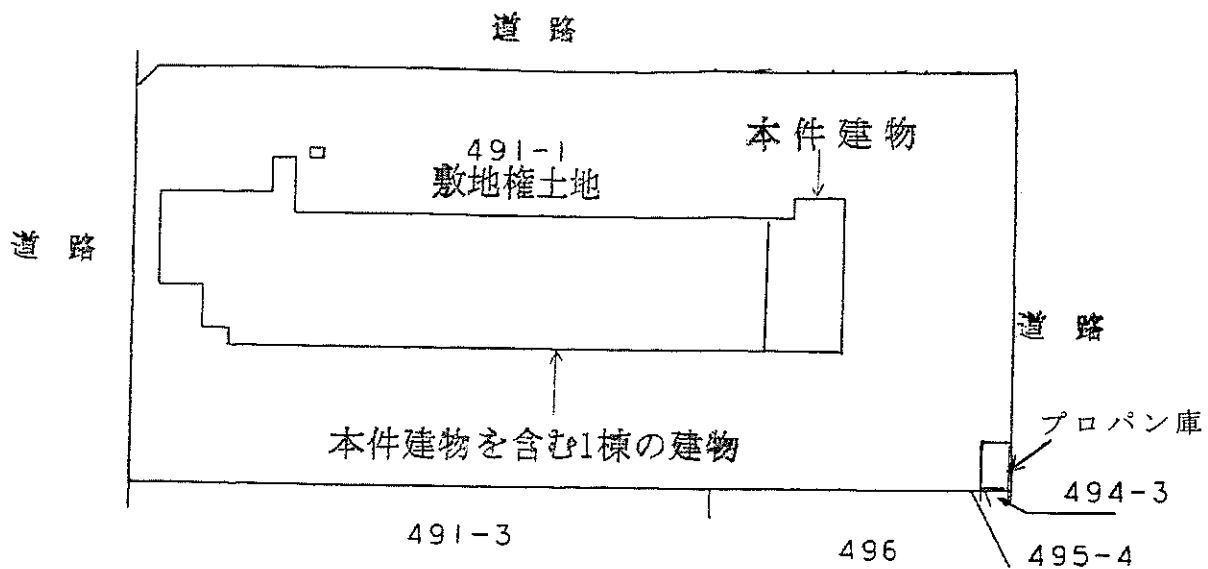 道路
本件建物
491-1
敷地権土地
道路
道路
プロパン庫
本件建物を含む1棟の建物
494-3
491-3
496
495-4